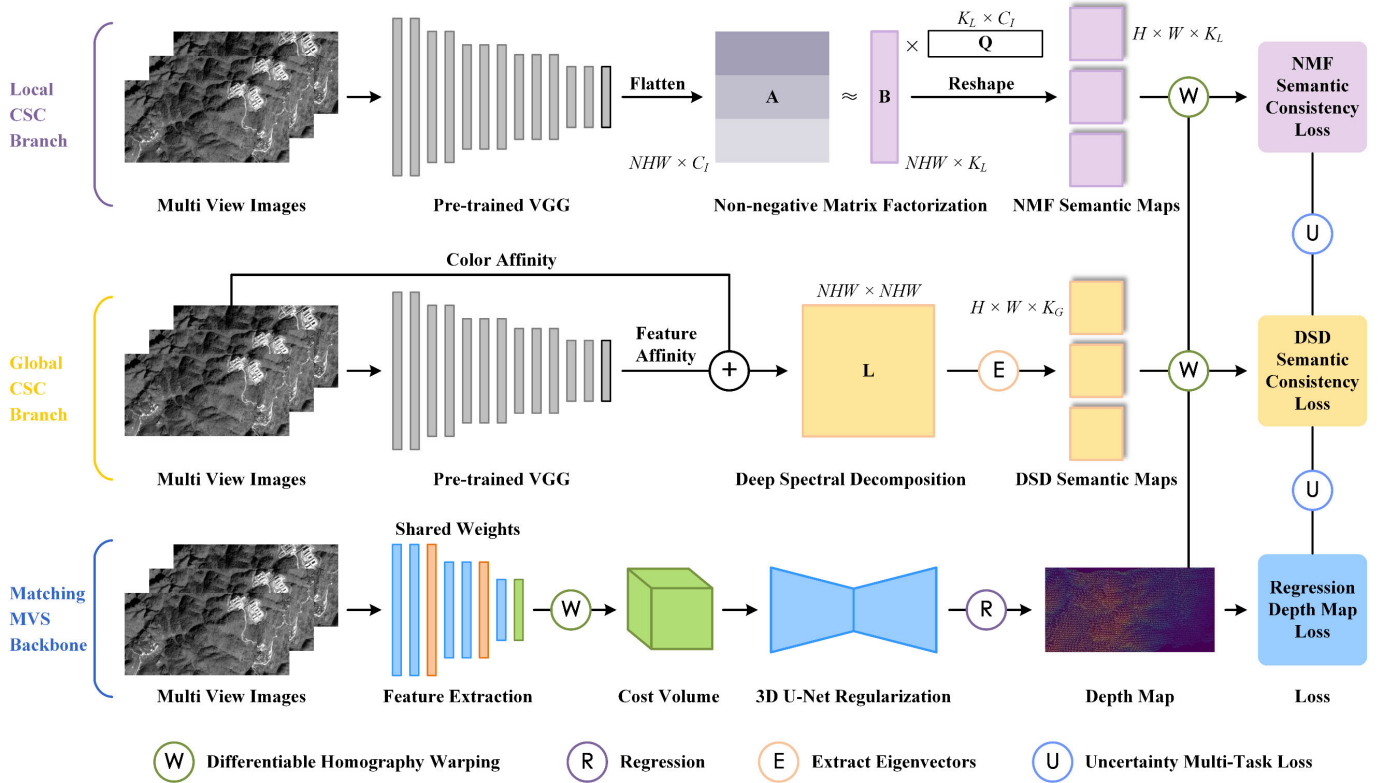 Local
CSC
Branch
Multi View Images
Pre-trained VGG
Flatten
NHW × C_I
A
≈
B
×
K_L × C_I
Q
Reshape
NHW × K_L
Non-negative Matrix Factorization
H × W × K_L
NMF Semantic Maps
W
NMF
Semantic
Consistency
Loss
U
Global
CSC
Branch
Color Affinity
Multi View Images
Pre-trained VGG
Feature
Affinity
+
NHW × NHW
L
Deep Spectral Decomposition
E
H × W × K_G
DSD Semantic Maps
W
DSD
Semantic
Consistency
Loss
U
Matching
MVS
Backbone
Multi View Images
Shared Weights
Feature Extraction
W
Cost Volume
3D U-Net Regularization
R
Depth Map
Regression
Depth Map
Loss
Loss
W Differentiable Homography Warping
R Regression
E Extract Eigenvectors
U Uncertainty Multi-Task Loss